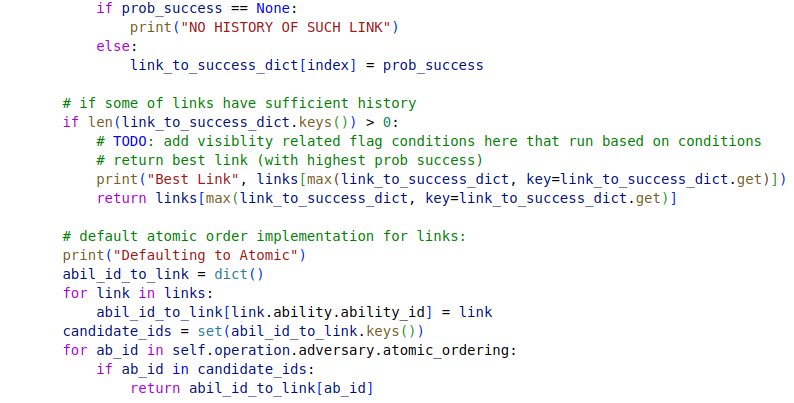 if prob_success == None:
print("NO HISTORY OF SUCH LINK")
else:
link_to_success_dict[index] = prob_success
# if some of links have sufficient history
if len(link_to_success_dict.keys()) > 0:
# TODO: add visiblity related flag conditions here that run based on conditions
# return best link (with highest prob success)
print("Best Link", links[max(link_to_success_dict, key=link_to_success_dict.get)])
return links[max(link_to_success_dict, key=link_to_success_dict.get)]
# default atomic order implementation for links:
print("Defaulting to Atomic")
abil_id_to_link = dict()
for link in links:
abil_id_to_link[link.ability.ability_id] = link
candidate_ids = set(abil_id_to_link.keys())
for ab_id in self.operation.adversary.atomic_ordering:
if ab_id in candidate_ids:
return abil_id_to_link[ab_id]